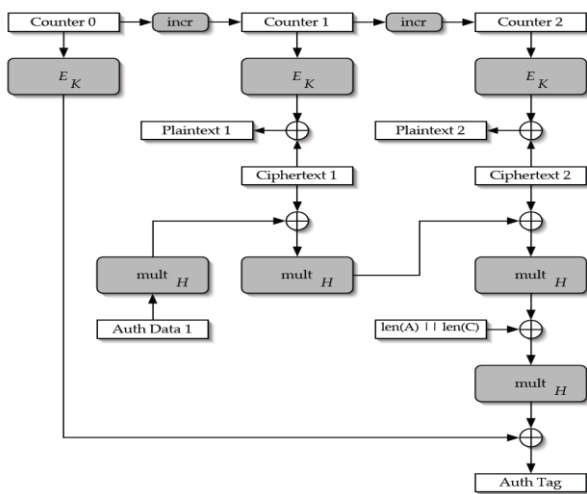 Counter 0 incr Counter 1 incr Counter 2
E K E K E K
Plaintext 1 Plaintext 2
Ciphertext 1 Ciphertext 2
mult H mult H mult H
Auth Data 1 len(A) || len(C)
mult H
Auth Tag